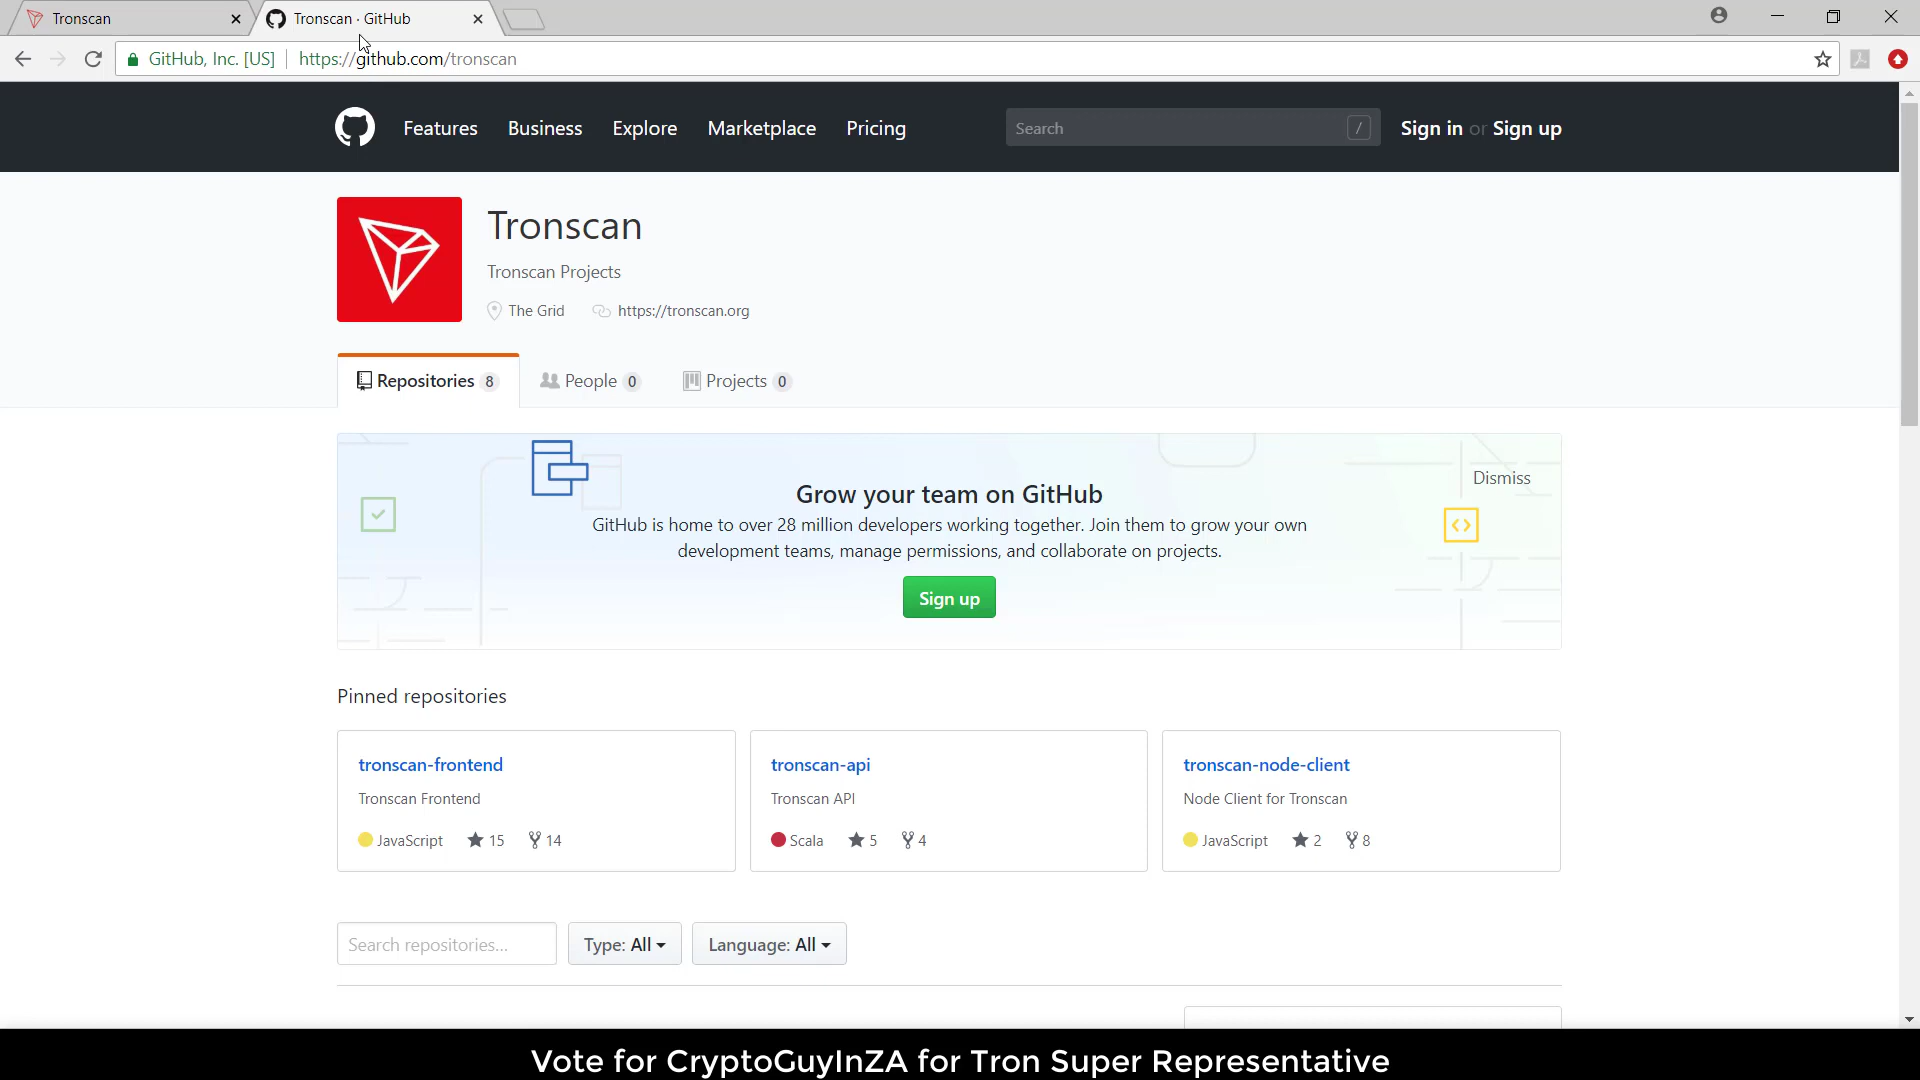 Tronscan
Tronscan · GitHub
GitHub, Inc. [US] https://github.com/tronscan
Features Business Explore Marketplace Pricing Search / Sign in or Sign up
Tronscan
Tronscan Projects
The Grid https://tronscan.org
Repositories 8 People 0 Projects 0
Dismiss
Grow your team on GitHub
GitHub is home to over 28 million developers working together. Join them to grow your own
development teams, manage permissions, and collaborate on projects.
Sign up
Pinned repositories
tronscan-frontend
Tronscan Frontend
JavaScript 15 14
tronscan-api
Tronscan API
Scala 5 4
tronscan-node-client
Node Client for Tronscan
JavaScript 2 8
Search repositories... Type: All Language: All
Vote for CryptoGuyInZA for Tron Super Representative